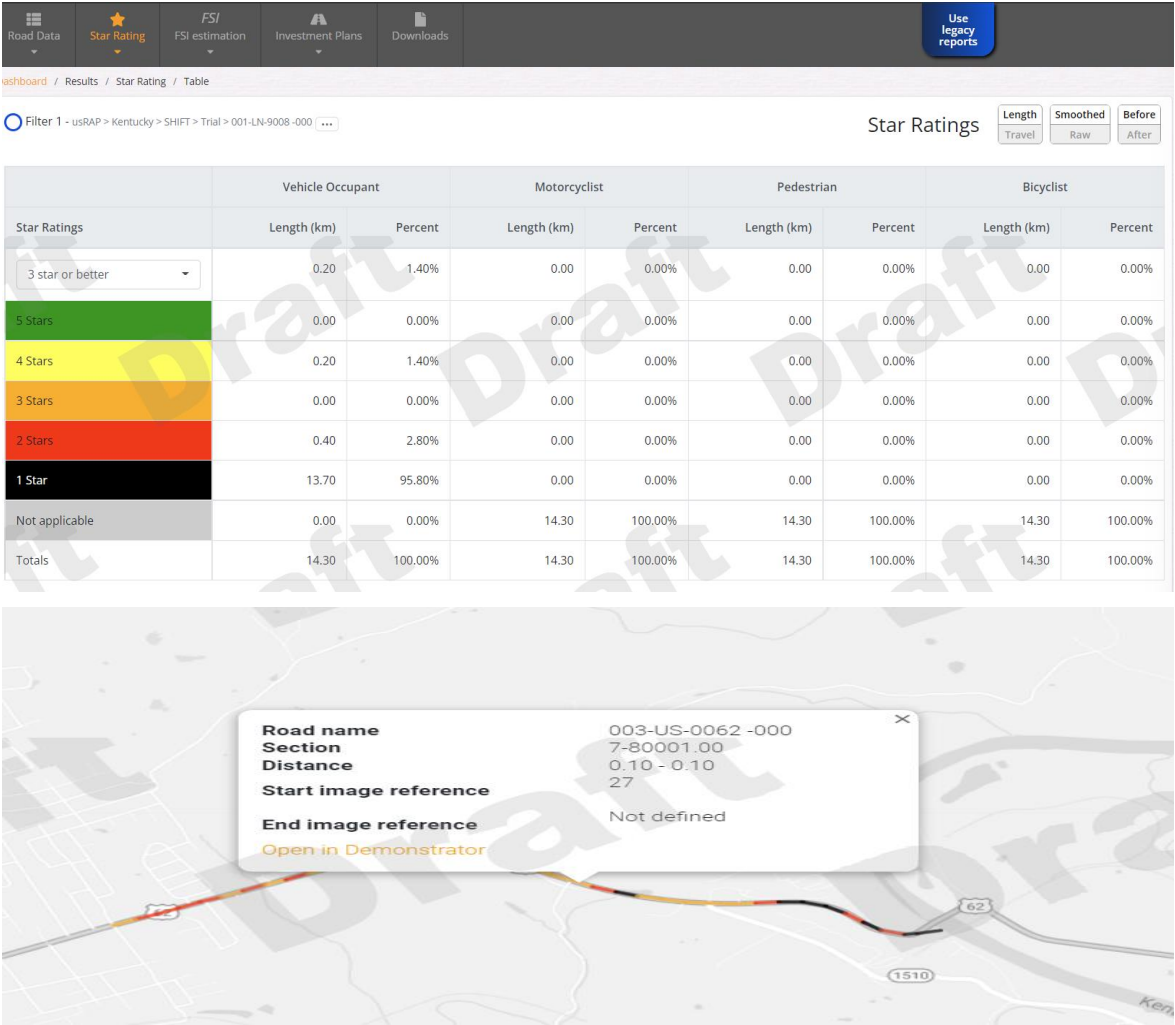 Road Data
Star Rating
FSI
FSI estimation
Investment Plans
Downloads
Use
legacy
reports
ashboard / Results / Star Rating / Table
Filter 1 - usRAP > Kentucky > SHIFT > Trial > 001-LN-9008 -000 ...
Star Ratings
Length Smoothed Before
Travel Raw After
Vehicle Occupant Motorcyclist Pedestrian Bicyclist
Star Ratings Length (km) Percent Length (km) Percent Length (km) Percent Length (km) Percent
3 star or better 0.20 1.40% 0.00 0.00% 0.00 0.00% 0.00 0.00%
5 Stars 0.00 0.00% 0.00 0.00% 0.00 0.00% 0.00 0.00%
4 Stars 0.20 1.40% 0.00 0.00% 0.00 0.00% 0.00 0.00%
3 Stars 0.00 0.00% 0.00 0.00% 0.00 0.00% 0.00 0.00%
2 Stars 0.40 2.80% 0.00 0.00% 0.00 0.00% 0.00 0.00%
1 Star 13.70 95.80% 0.00 0.00% 0.00 0.00% 0.00 0.00%
Not applicable 0.00 0.00% 14.30 100.00% 14.30 100.00% 14.30 100.00%
Totals 14.30 100.00% 14.30 100.00% 14.30 100.00% 14.30 100.00%
Draft
Draft
Draft
Road name 003-US-0062 -000
Section 7-80001.00
Distance 0.10 - 0.10
Start image reference 27
End image reference Not defined
Open in Demonstrator
Draft
62
62
1510